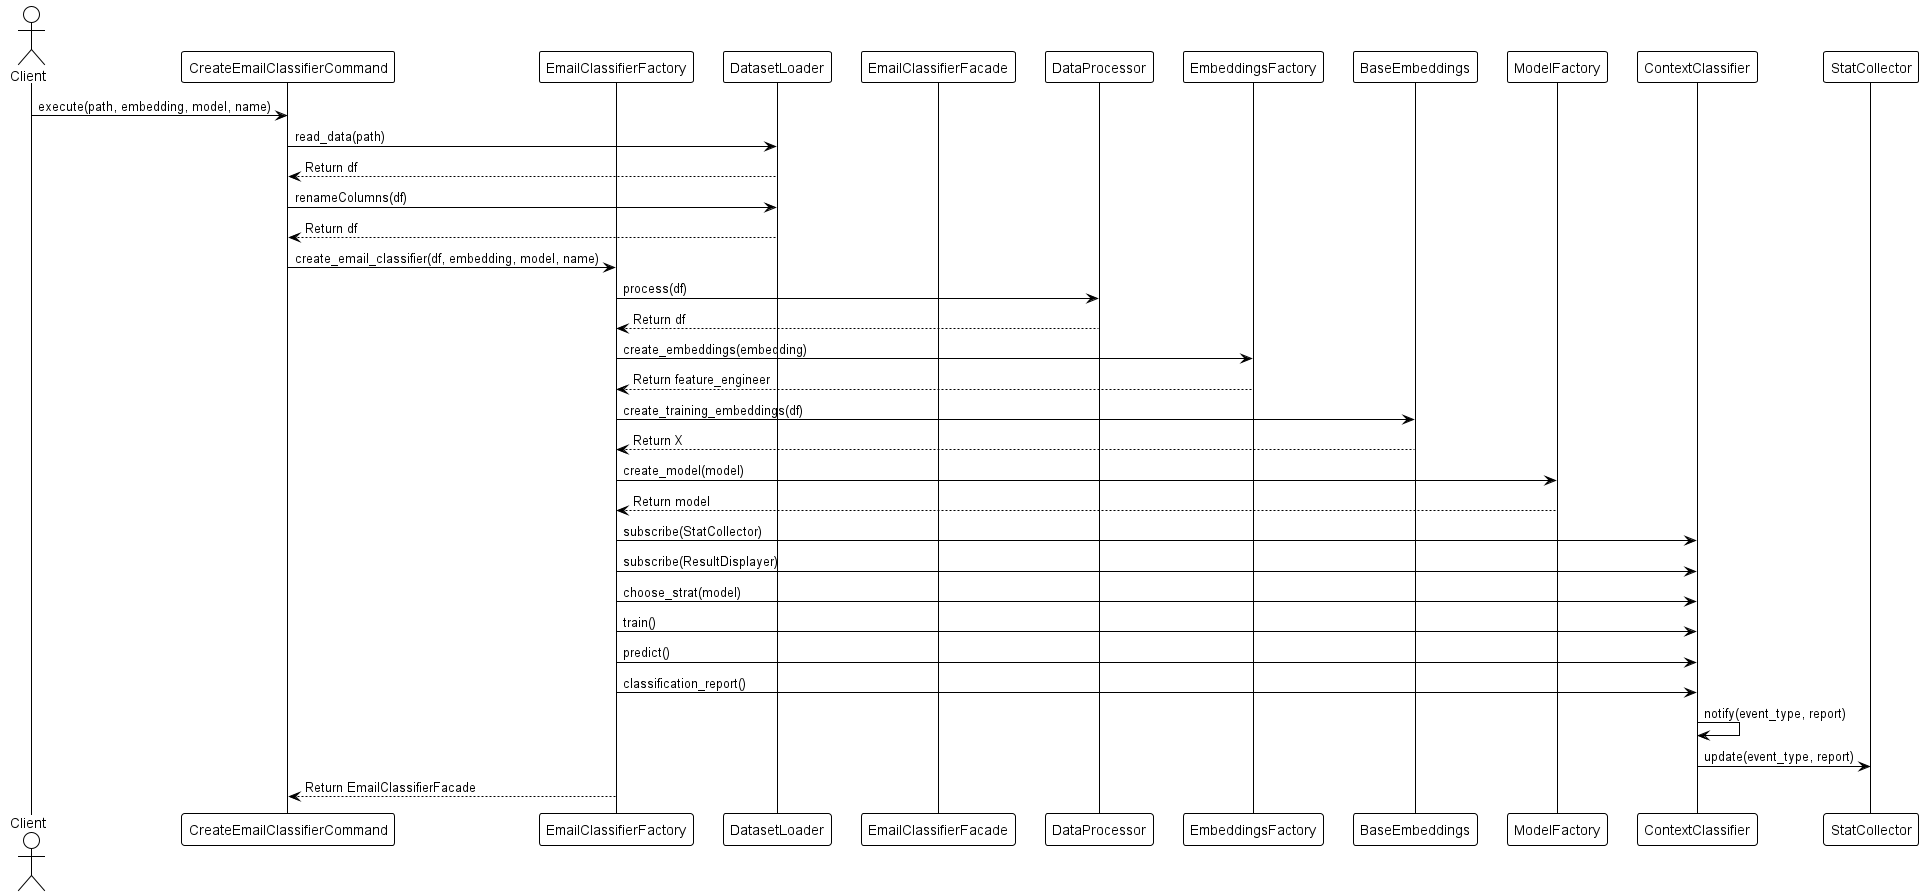 Client
CreateEmailClassifierCommand
EmailClassifierFactory
DatasetLoader
EmailClassifierFacade
DataProcessor
EmbeddingsFactory
BaseEmbeddings
ModelFactory
ContextClassifier
StatCollector
execute(path, embedding, model, name)
read_data(path)
Return df
renameColumns(df)
Return df
create_email_classifier(df, embedding, model, name)
process(df)
Return df
create_embeddings(embedding)
Return feature_engineer
create_training_embeddings(df)
Return X
create_model(model)
Return model
subscribe(StatCollector)
subscribe(ResultDisplayer)
choose_strat(model)
train()
predict()
classification_report()
notify(event_type, report)
update(event_type, report)
Return EmailClassifierFacade
Client
CreateEmailClassifierCommand
EmailClassifierFactory
DatasetLoader
EmailClassifierFacade
DataProcessor
EmbeddingsFactory
BaseEmbeddings
ModelFactory
ContextClassifier
StatCollector